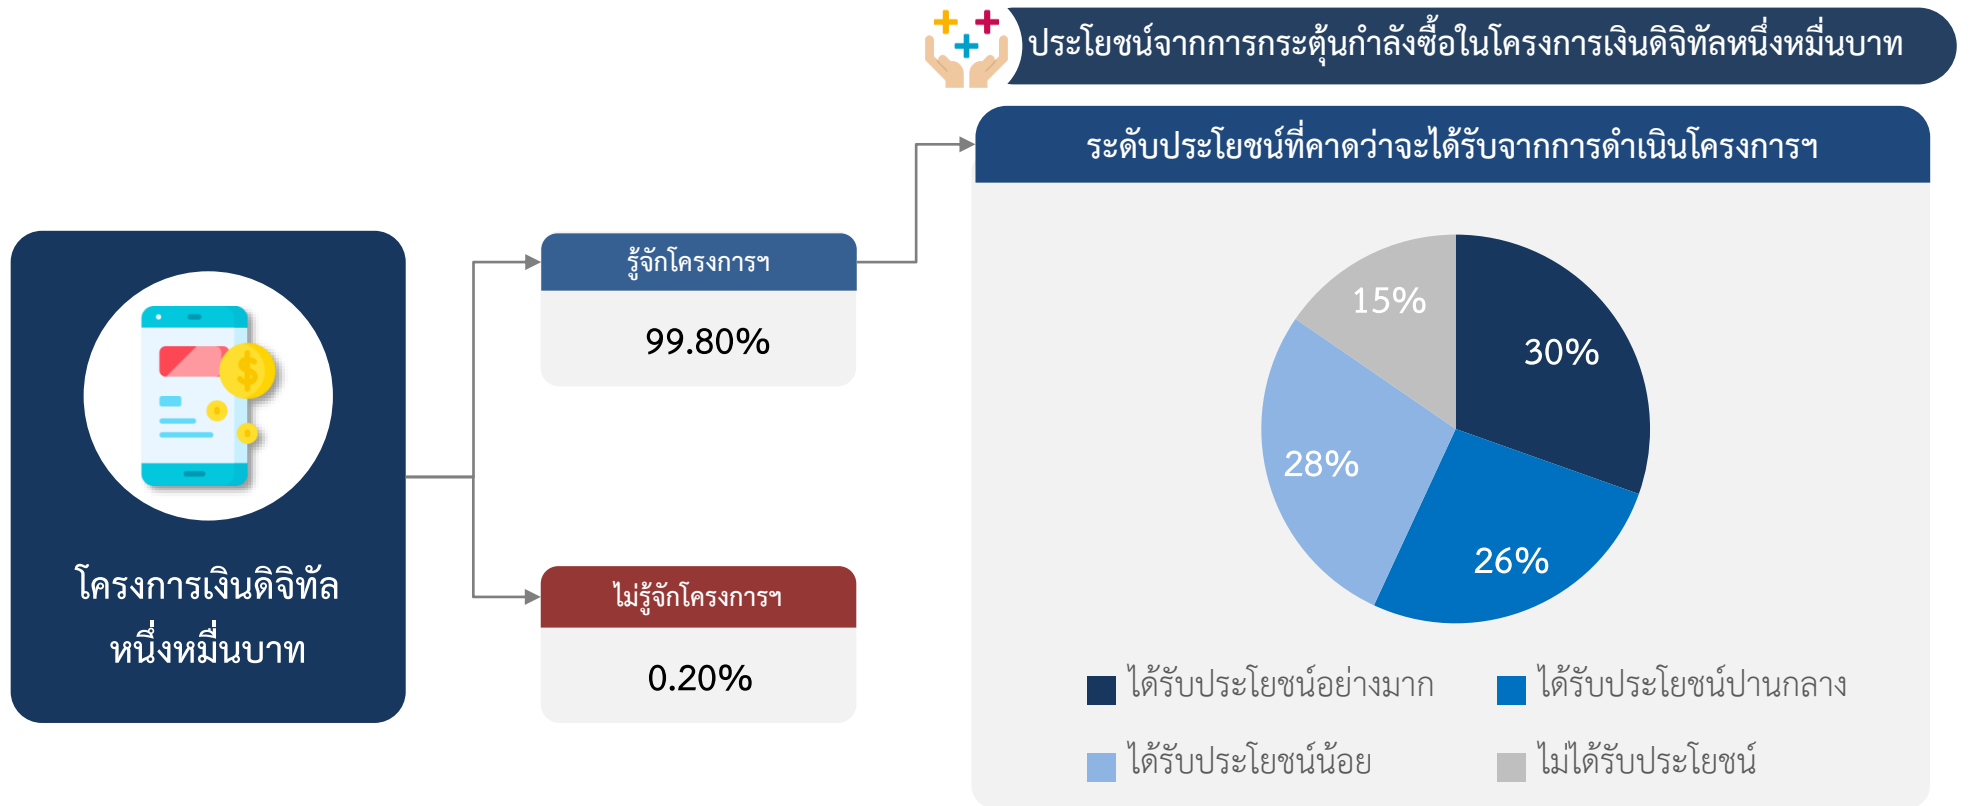 ประโยชน์จากการกระตุ้นกำลังซื้อในโครงการเงินดิจิทัลหนึ่งหมื่นบาท
ระดับประโยชน์ที่คาดว่าจะได้รับจากการดำเนินโครงการฯ
โครงการเงินดิจิทัล
หนึ่งหมื่นบาท
รู้จักโครงการฯ
99.80%
ไม่รู้จักโครงการฯ
0.20%
15%
30%
28%
26%
ได้รับประโยชน์อย่างมาก
ได้รับประโยชน์ปานกลาง
ได้รับประโยชน์น้อย
ไม่ได้รับประโยชน์